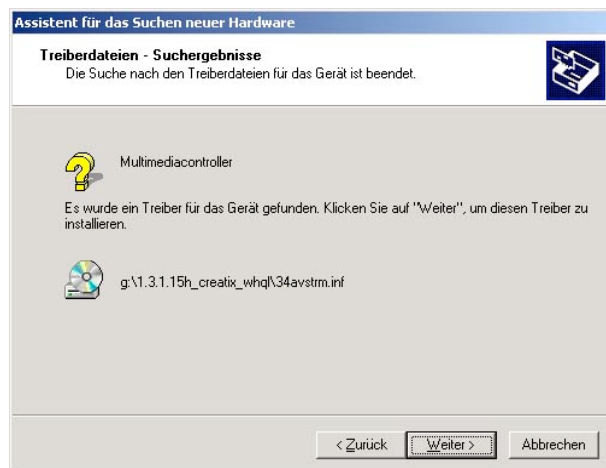 Assistent für das Suchen neuer Hardware
Treiberdateien - Suchergebnisse
Die Suche nach den Treiberdateien für das Gerät ist beendet.
Multimediacontroller
Es wurde ein Treiber für das Gerät gefunden. Klicken Sie auf "Weiter", um diesen Treiber zu
installieren.
g:\1.3.1.15h_creatix_whql\34avstrm.inf
< Zurück
Weiter >
Abbrechen